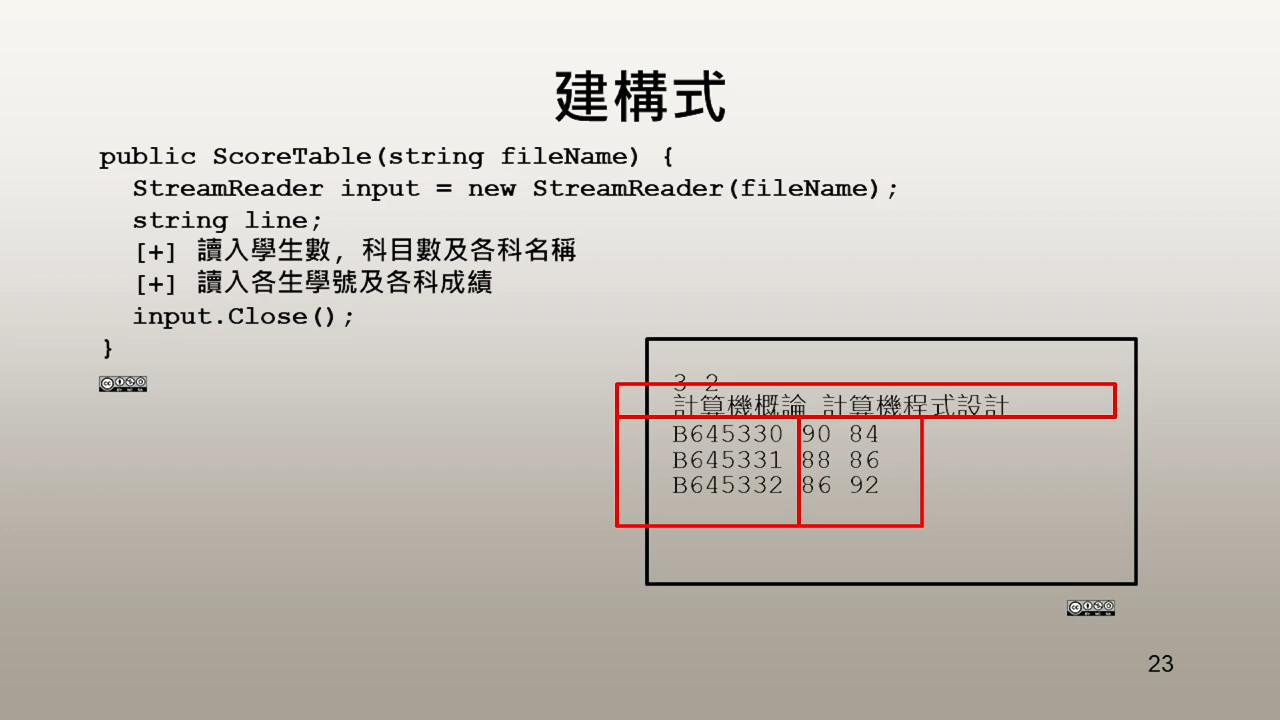 建構式
public ScoreTable(string fileName) {
StreamReader input = new StreamReader(fileName);
string line;
[+] 讀入學生數, 科目數及各科名稱
[+] 讀入各生學號及各科成績
input.Close();
}
3 2
計算機概論 計算機程式設計
B645330 90 84
B645331 88 86
B645332 86 92
23